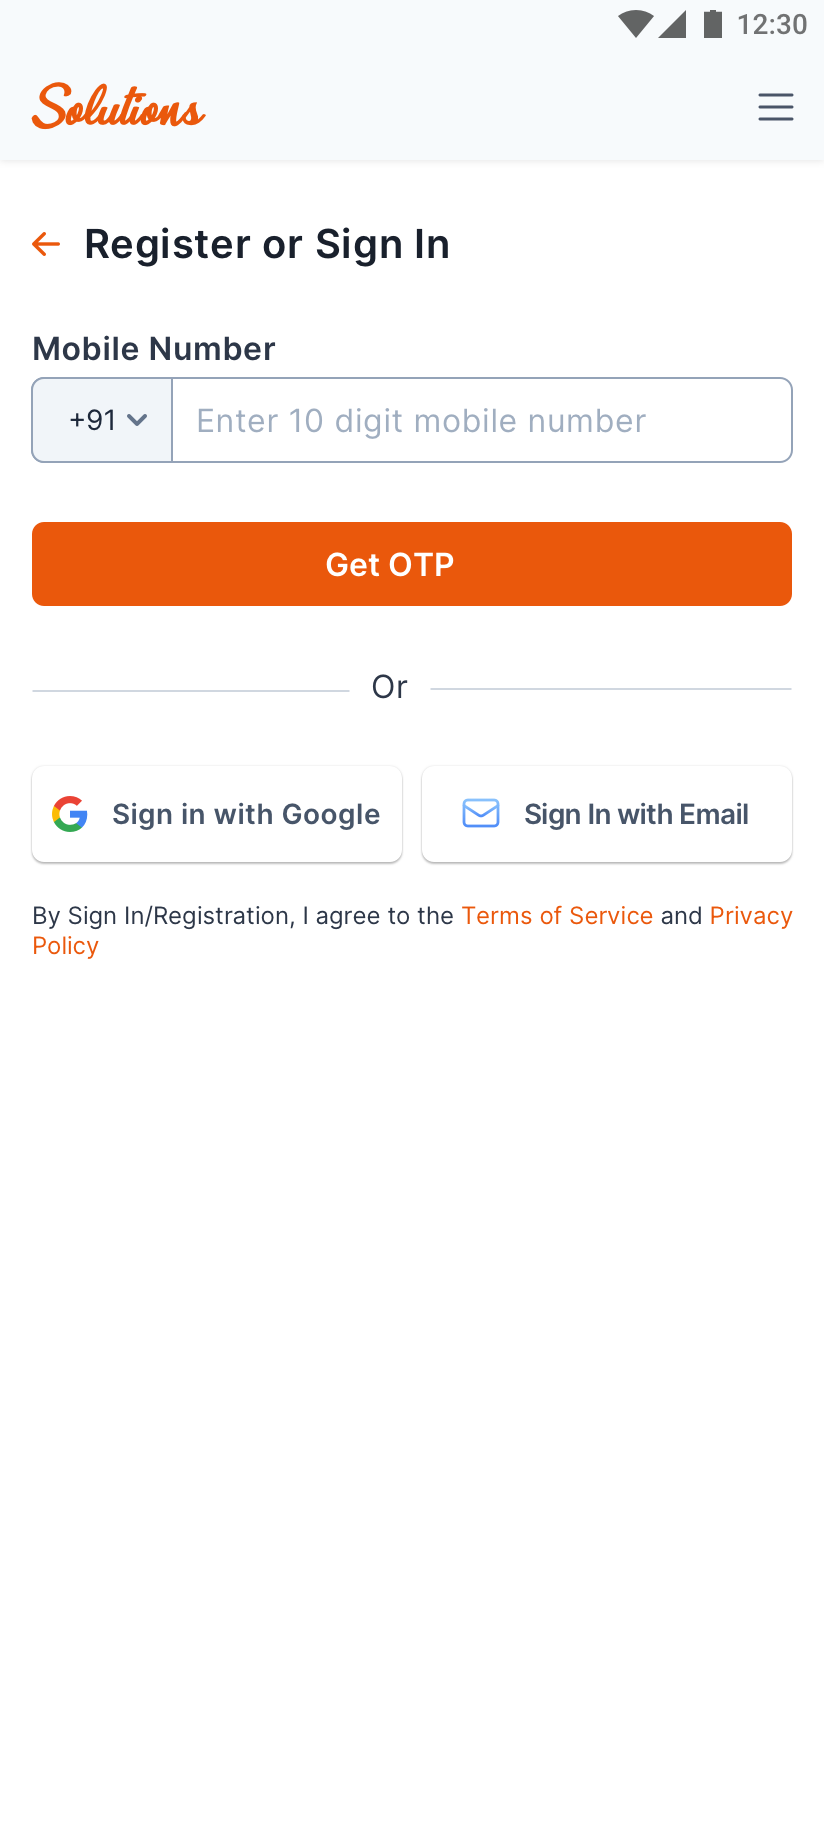 12:30
Solutions
Register or Sign In
Mobile Number
+91 Enter 10 digit mobile number
Get OTP
Or
Sign in with Google Sign In with Email
By Sign In/Registration, I agree to the Terms of Service and Privacy
Policy